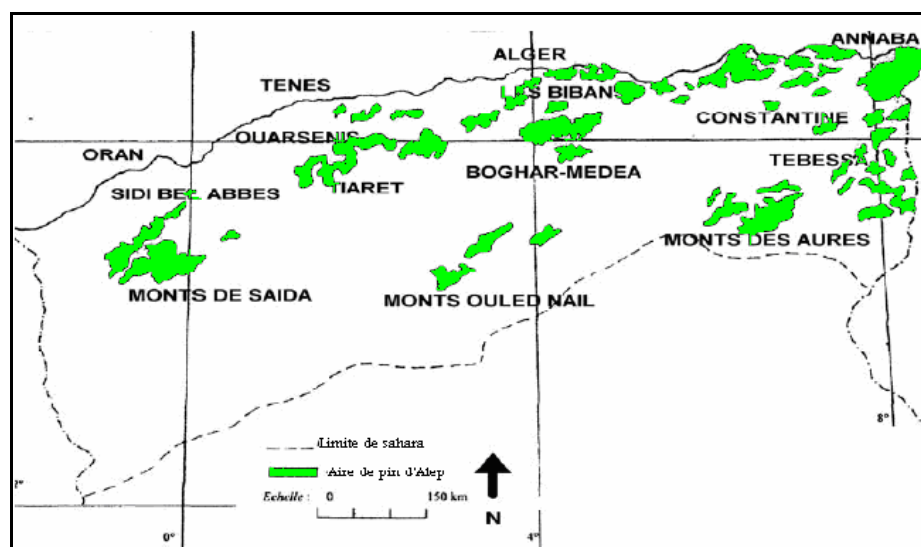 ANNABA
ALGER
TENES
LES BIBANS
CONSTANTINE
OUARSENIS
ORAN
TEBESSA
BOGHAR-MEDEA
TIARET
SIDI BEL ABBES
MONTS DES AURES
MONTS DE SAIDA
MONTS OULED NAIL
8°
Limite de sahara
Aire de pin d'Alep
Echelle : 0 150 km
N
0°
4°